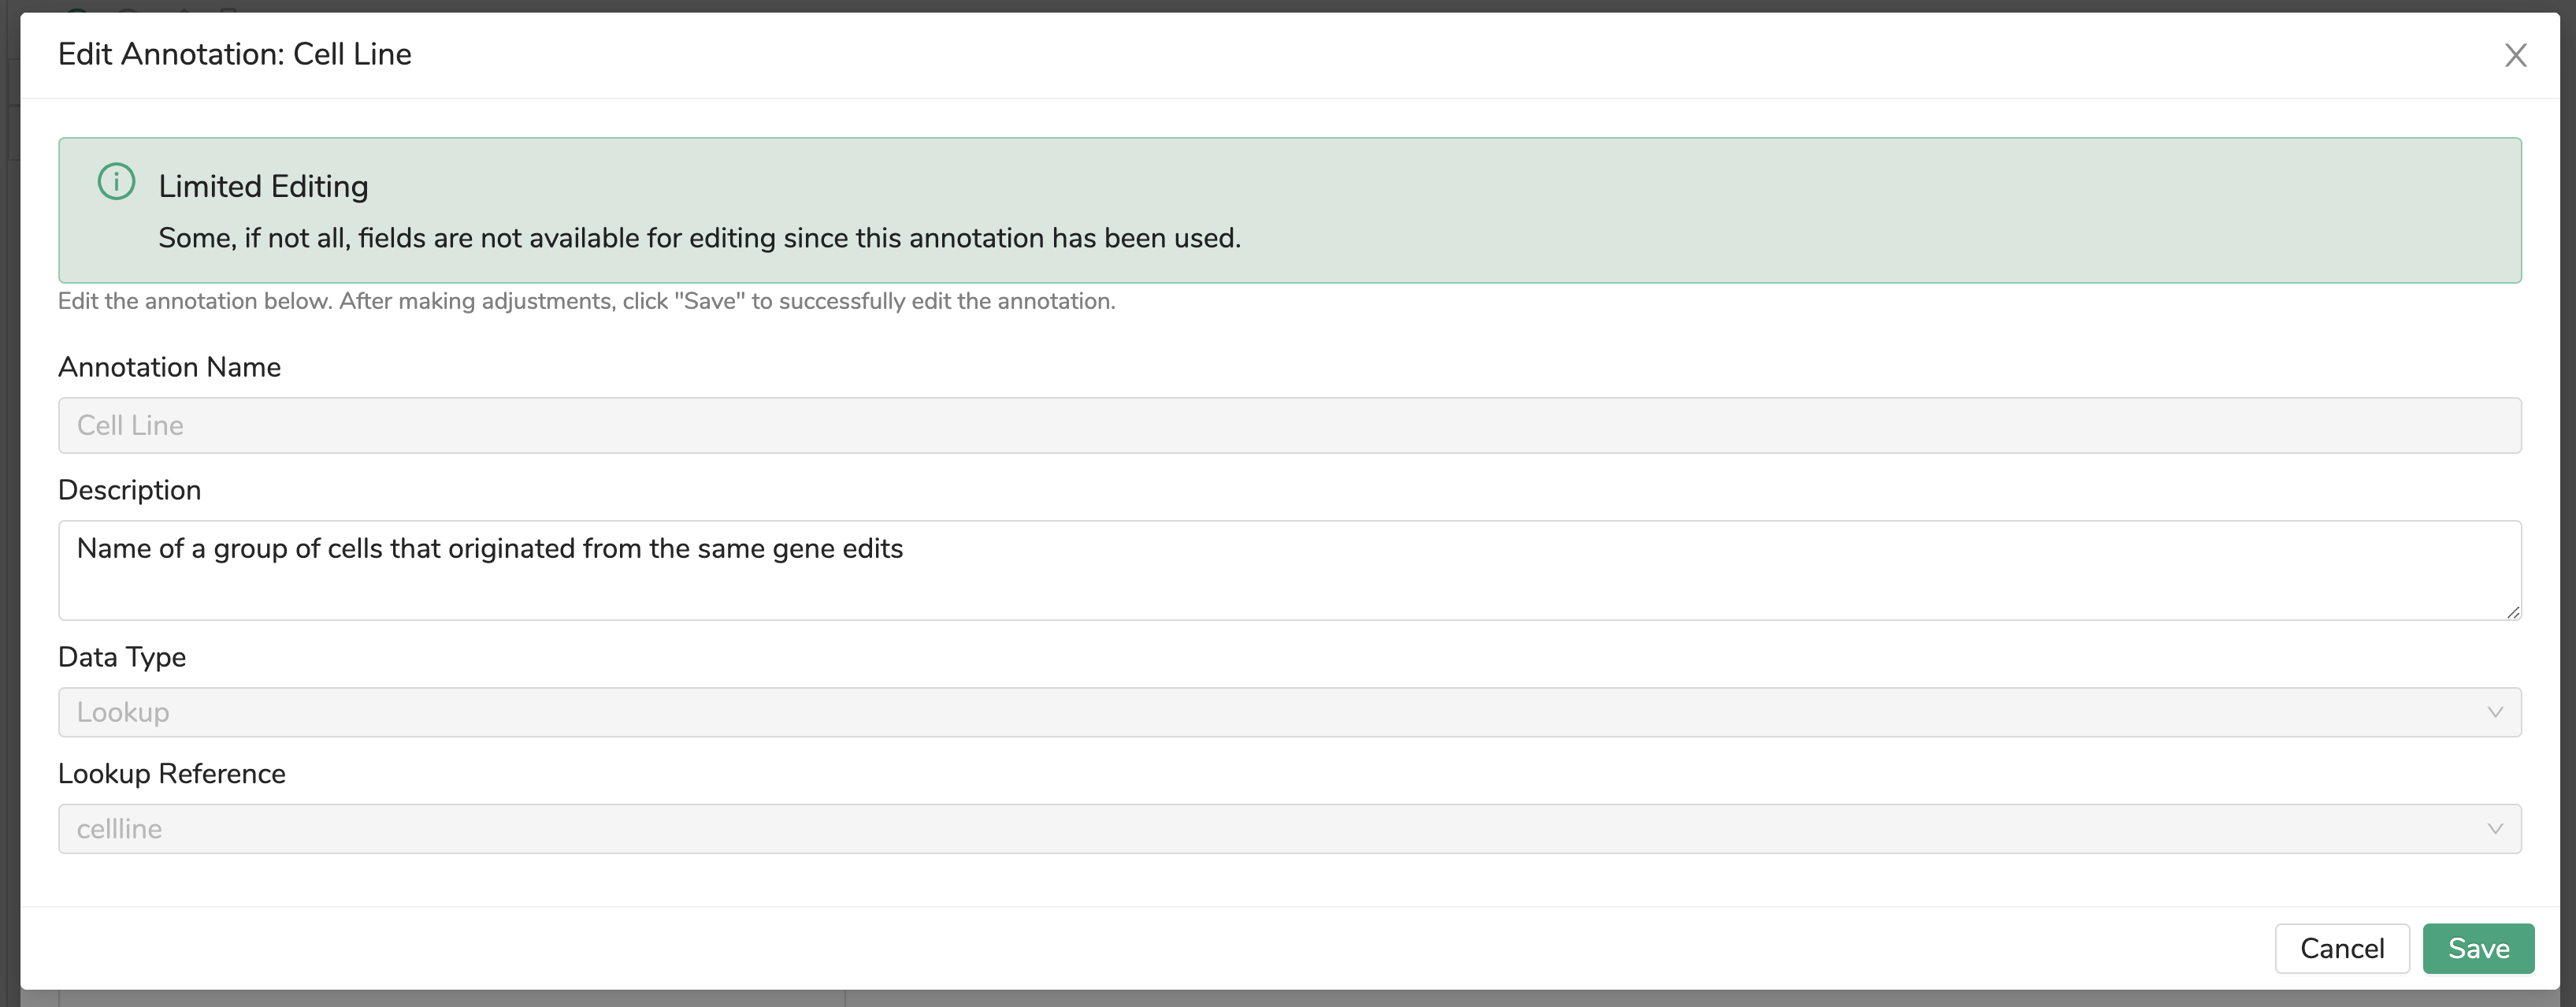 Edit Annotation: Cell Line
Limited Editing
Some, if not all, fields are not available for editing since this annotation has been used.
Edit the annotation below. After making adjustments, click "Save" to successfully edit the annotation.
Annotation Name
Cell Line
Description
Name of a group of cells that originated from the same gene edits
Data Type
Lookup
Lookup Reference
cellline
Cancel Save